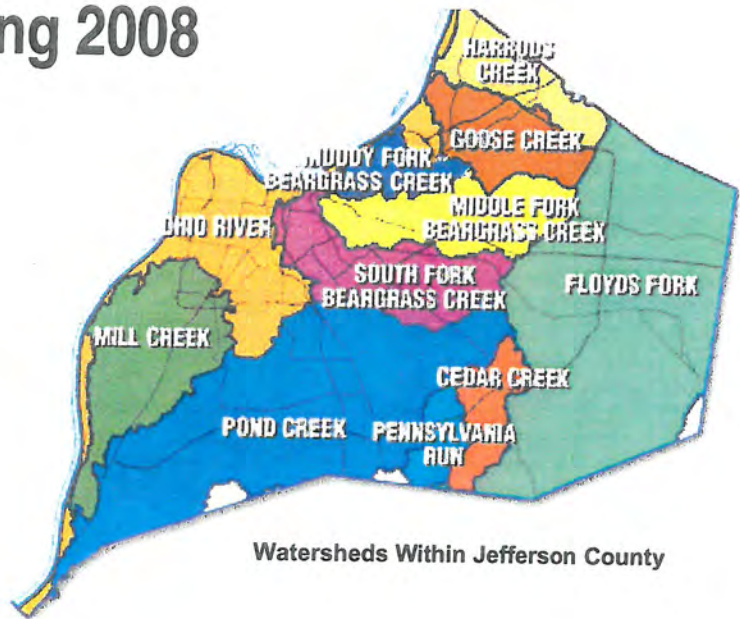 ng 2008
HARRODS
CREEK
GOOSE CREEK
MUDDY FORK
BEARGRASS CREEK
MIDDLE FORK
BEARGRASS CREEK
OHIO RIVER
SOUTH FORK
BEARGRASS CREEK
FLOYDS FORK
MILL CREEK
CEDAR CREEK
POND CREEK
PENNSYLVANIA
RUN
Watersheds Within Jefferson County